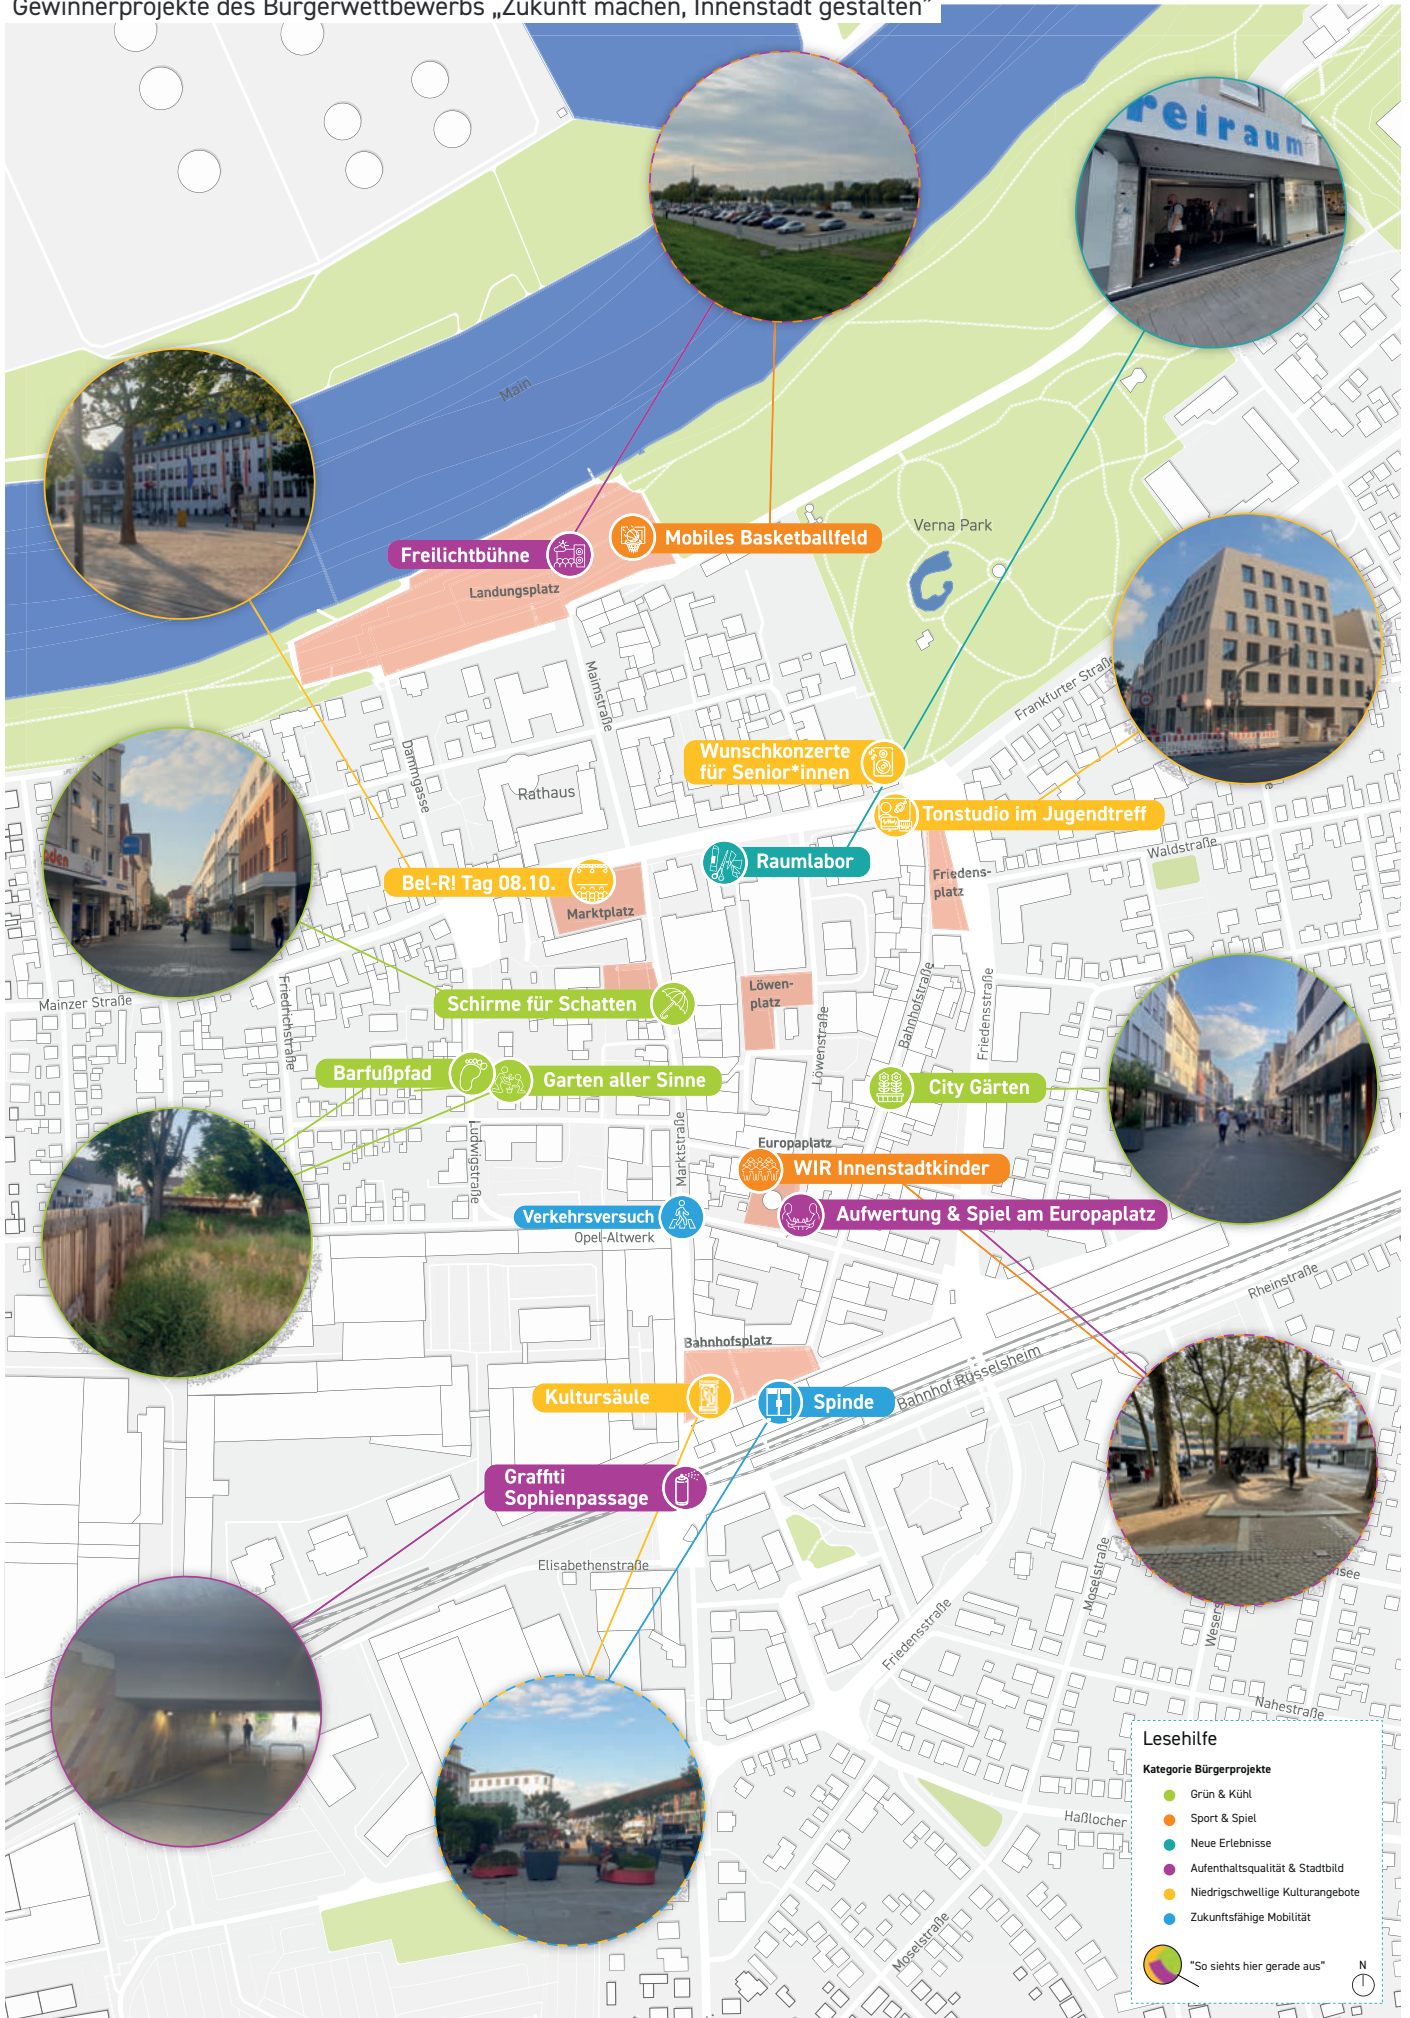 Gewinnerprojekte des Bürgerwettbewerbs „Zukunft machen, Innenstadt gestalten“
reiraum
Main
Verna Park
Mobiles Basketballfeld
Freilichtbühne
Landungsplatz
Maimstraße
Frankfurter Straße
Dammgasse
Rathaus
Wunschkonzerte
für Senior*innen
Tonstudio im Jugendtreff
Waldstraße
Raumlabor
Friedens-
platz
Bel-R! Tag 08.10.
Marktplatz
aden
Mainzer Straße
Friedrichstraße
Schirme für Schatten
Löwen-
platz
Löwenstraße
Bahnhofstraße
Friedensstraße
Barfußpfad
Garten aller Sinne
City Gärten
Ludwigstraße
Marktstraße
Europaplatz
WIR Innenstadtkinder
Aufwertung & Spiel am Europaplatz
Verkehrsversuch
Opel-Altwerk
Rheinstraße
Bahnhofsplatz
Bahnhof Rüsselsheim
Kultursäule
Spinde
Graffiti
Sophienpassage
Elisabethenstraße
Moselstraße
nsee
Wesers
Friedensstraße
Nahestraße
Haßlocher
Moselstraße
Lesehilfe
Kategorie Bürgerprojekte
Grün & Kühl
Sport & Spiel
Neue Erlebnisse
Aufenthaltsqualität & Stadtbild
Niedrigschwellige Kulturangebote
Zukunftsfähige Mobilität
"So siehts hier gerade aus"
N